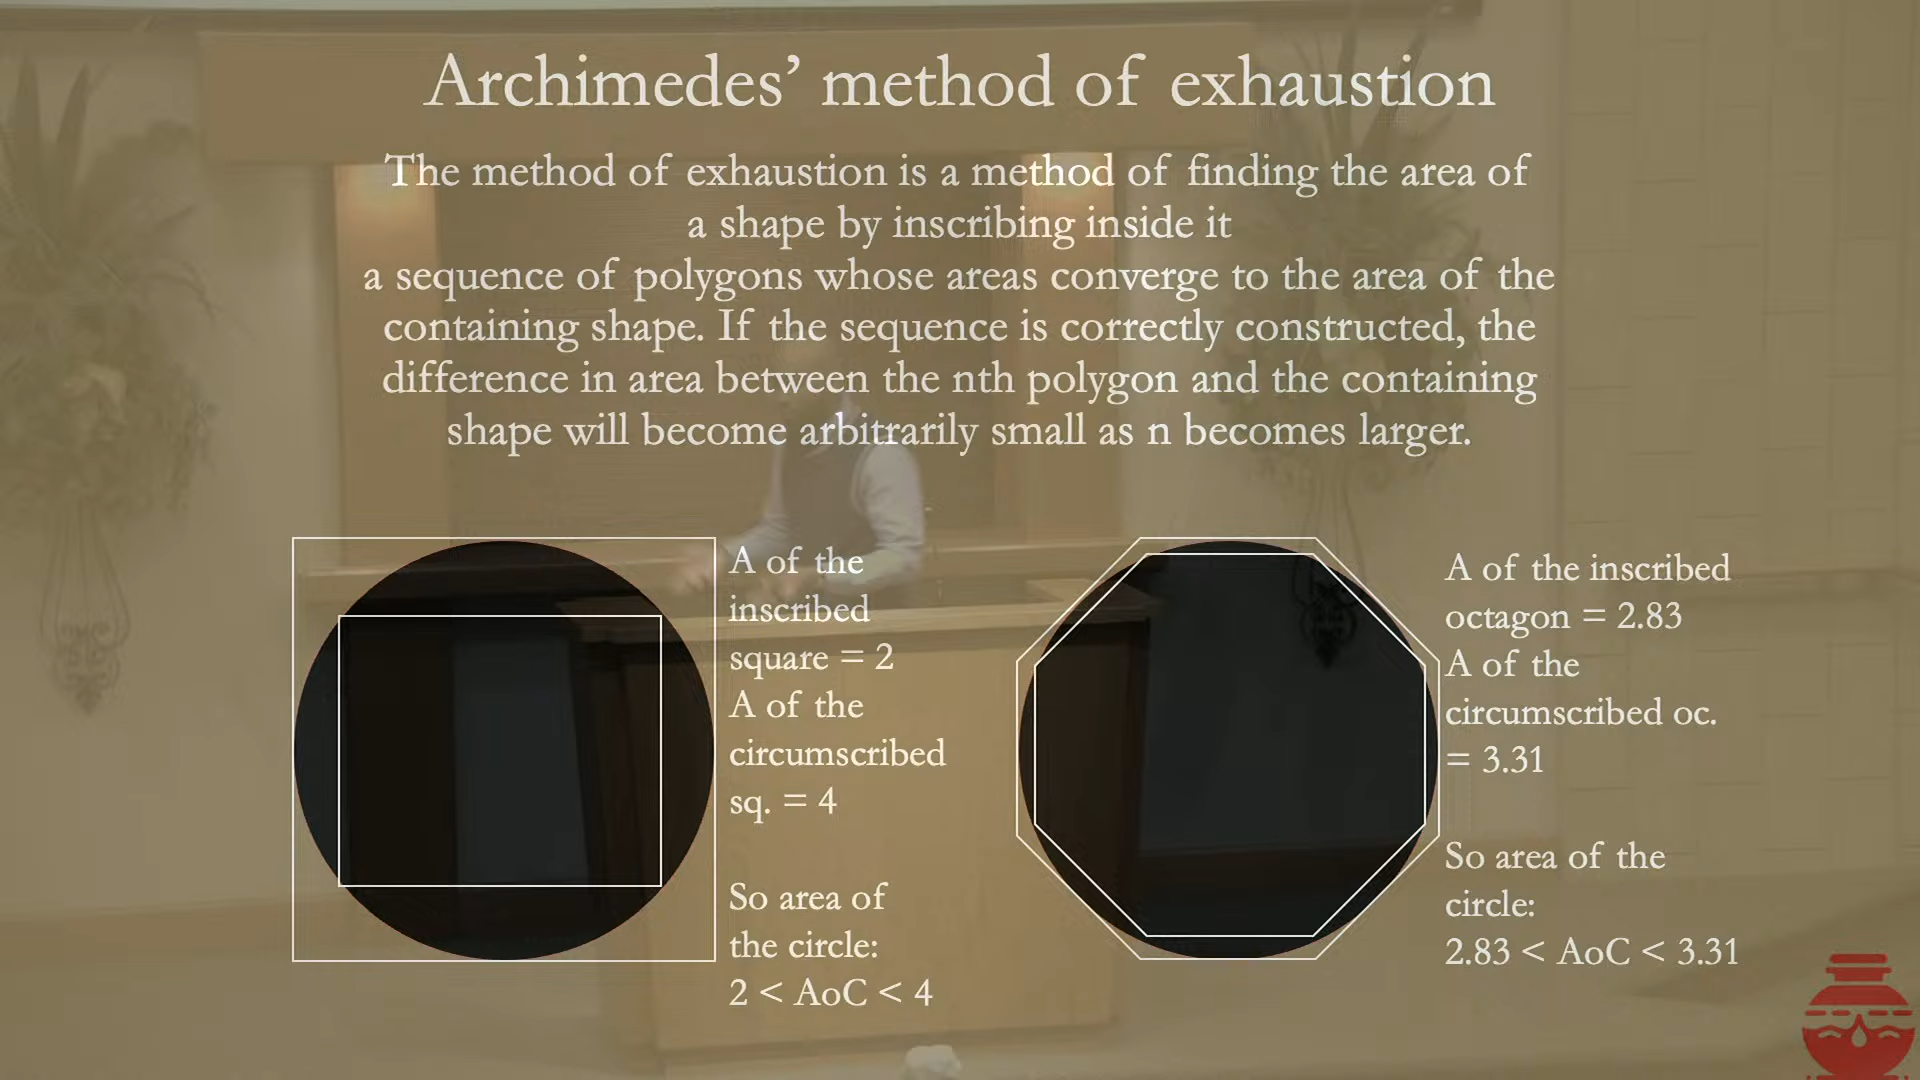 Archimedes’ method of exhaustion
The method of exhaustion is a method of finding the area of
a shape by inscribing inside it
a sequence of polygons whose areas converge to the area of the
containing shape. If the sequence is correctly constructed, the
difference in area between the nth polygon and the containing
shape will become arbitrarily small as n becomes larger.
A of the
inscribed
square = 2
A of the
circumscribed
sq. = 4
So area of
the circle:
2 < AoC < 4
A of the inscribed
octagon = 2.83
A of the
circumscribed oc.
= 3.31
So area of the
circle:
2.83 < AoC < 3.31